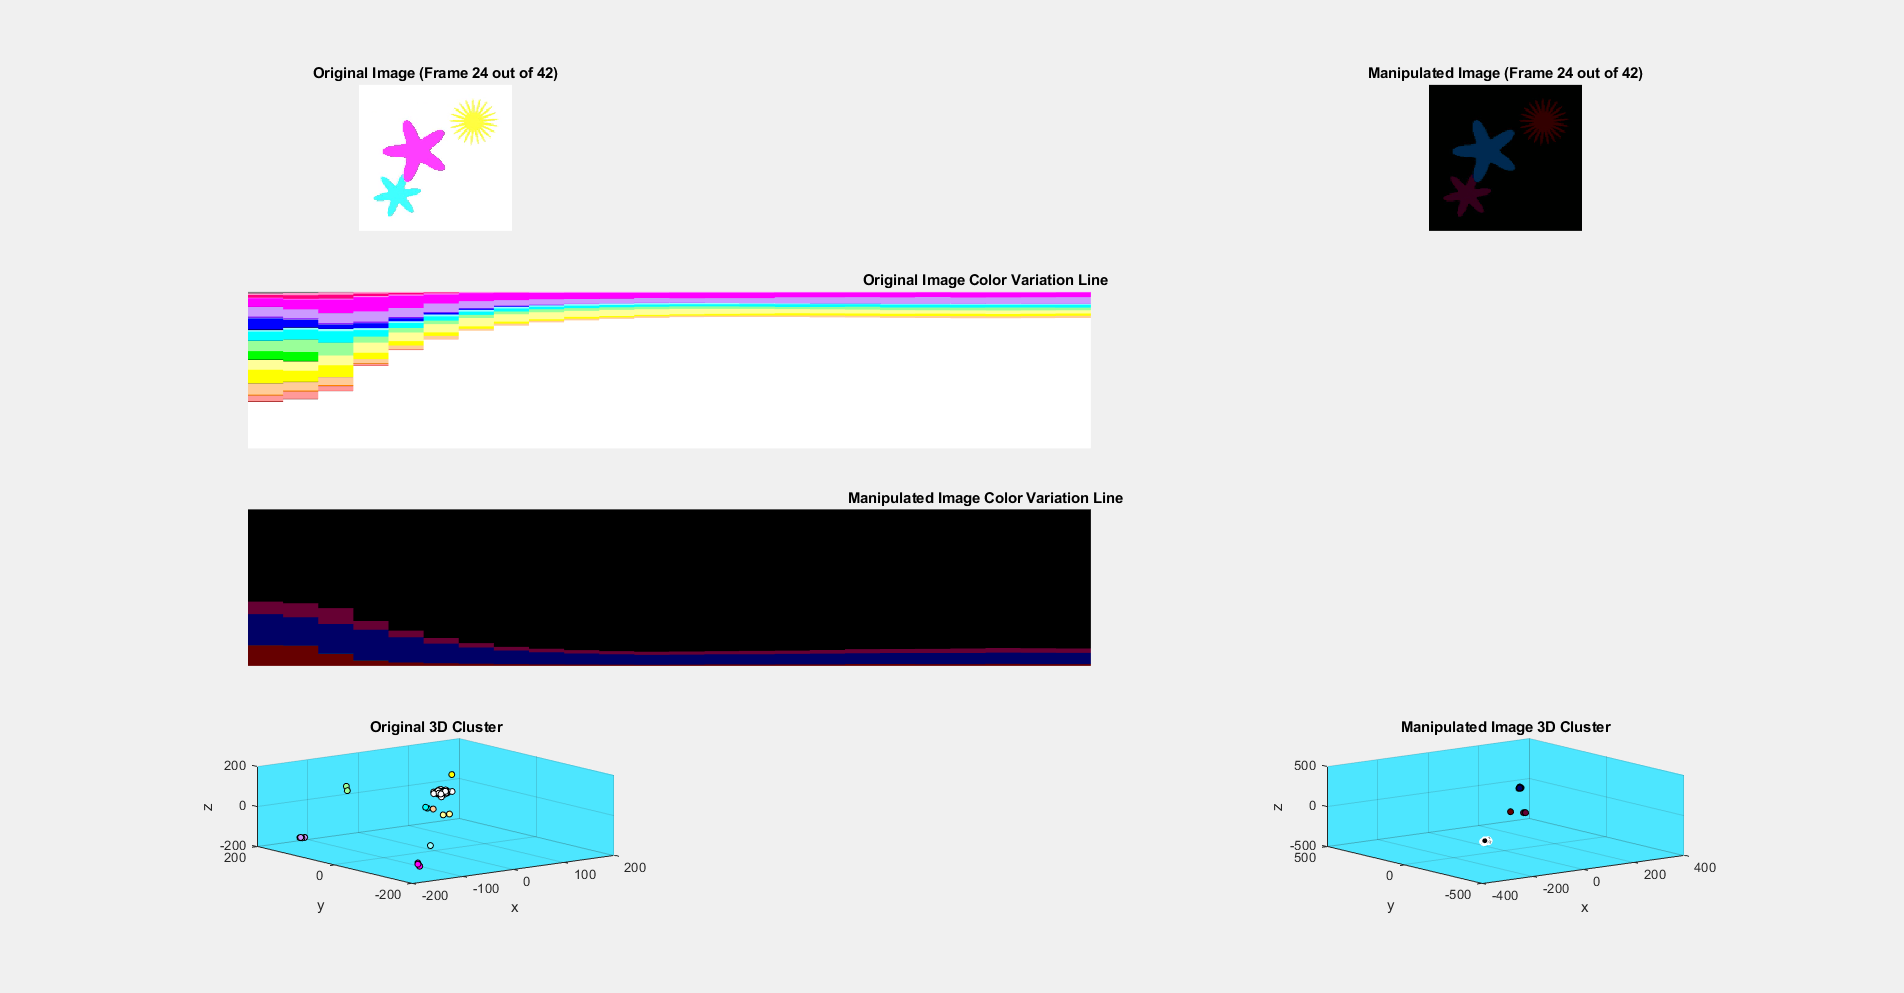 Original Image (Frame 24 out of 42)
Manipulated Image (Frame 24 out of 42)
Original Image Color Variation Line
Manipulated Image Color Variation Line
Original 3D Cluster
200
0
-200
z
200
0
-200
y
-200
-100
0
100
200
x
Manipulated Image 3D Cluster
500
0
-500
z
500
0
-500
y
-400
-200
0
200
400
x